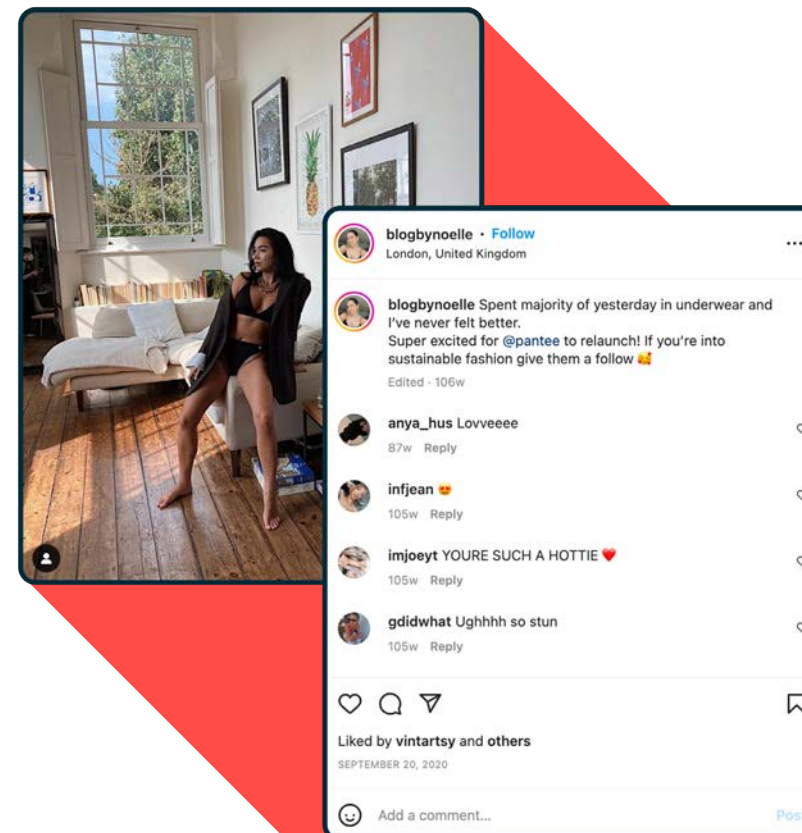 blogbynoelle • Follow
London, United Kingdom
blogbynoelle Spent majority of yesterday in underwear and
I've never felt better.
Super excited for @pantee to relaunch! If you're into
sustainable fashion give them a follow 🥰
Edited · 106w
anya_hus Lovveeee
87w Reply
infjean 😍
105w Reply
imjoeyt YOURE SUCH A HOTTIE ❤️
105w Reply
gdidwhat Ughhhh so stun
105w Reply
Liked by vintartsy and others
SEPTEMBER 20, 2020
Add a comment...
Pos